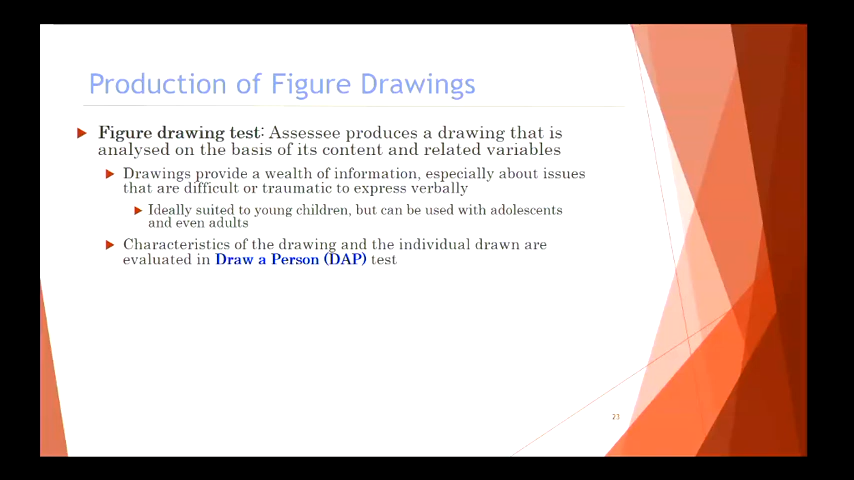 Production of Figure Drawings
Figure drawing test: Assessee produces a drawing that is
analysed on the basis of its content and related variables
Drawings provide a wealth of information, especially about issues
that are difficult or traumatic to express verbally
Ideally suited to young children, but can be used with adolescents
and even adults
Characteristics of the drawing and the individual drawn are
evaluated in Draw a Person (DAP) test
23